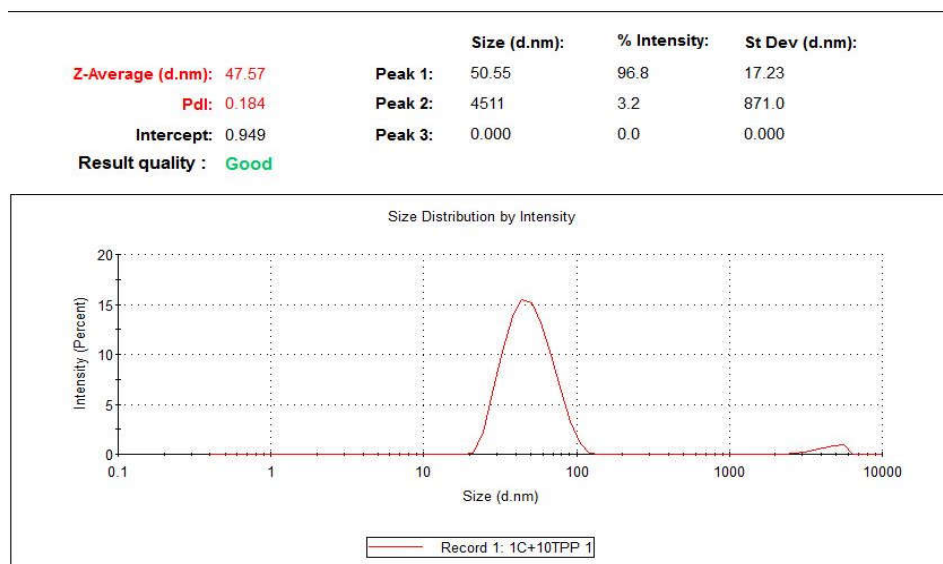 Size (d.nm): % Intensity: St Dev (d.nm):
Z-Average (d.nm): 47.57 Peak 1: 50.55 96.8 17.23
PdI: 0.184 Peak 2: 4511 3.2 871.0
Intercept: 0.949 Peak 3: 0.000 0.0 0.000
Result quality : Good
Size Distribution by Intensity
20
15
10
5
0
Intensity (Percent)
0.1 1 10 100 1000 10000
Size (d.nm)
Record 1: 1C+10TPP 1